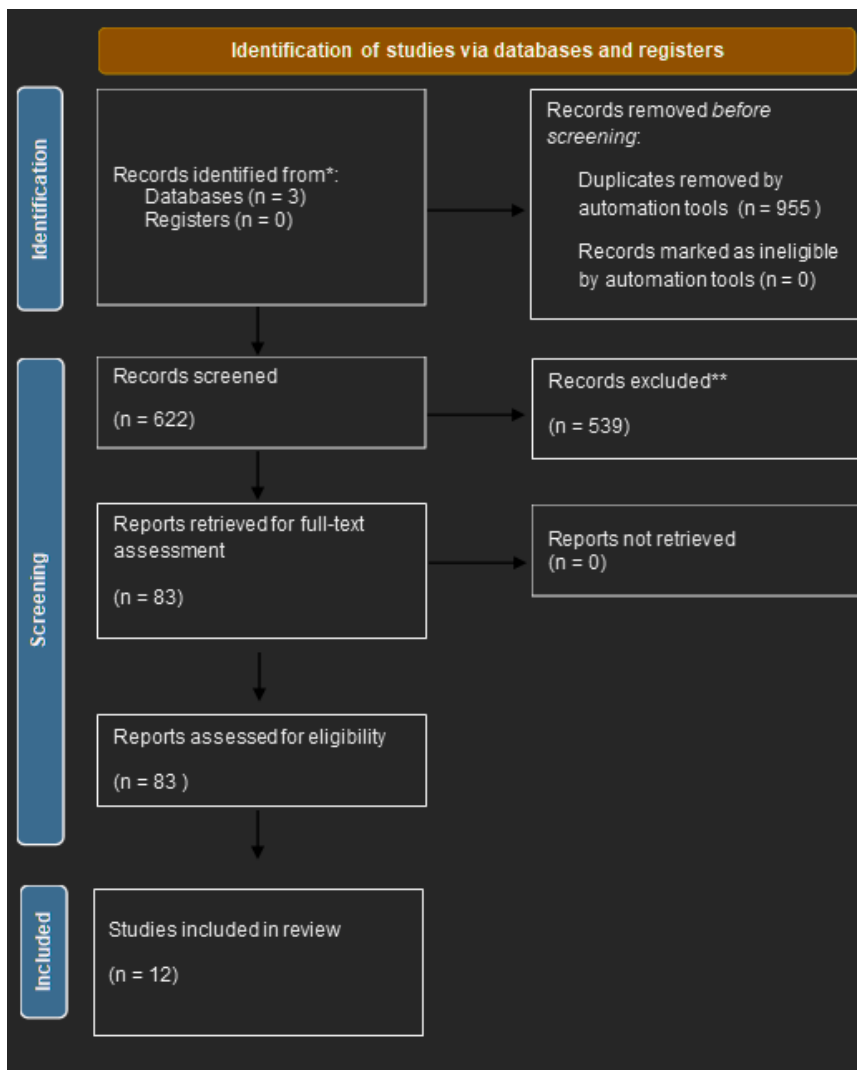 Identification of studies via databases and registers
Identification
Records identified from*:
Databases (n = 3)
Registers (n = 0)
Records removed before
screening:
Duplicates removed by
automation tools (n = 955 )
Records marked as ineligible
by automation tools (n = 0)
Screening
Records screened
(n = 622)
Records excluded**
(n = 539)
Reports retrieved for full-text
assessment
(n = 83)
Reports not retrieved
(n = 0)
Reports assessed for eligibility
(n = 83 )
Included
Studies included in review
(n = 12)